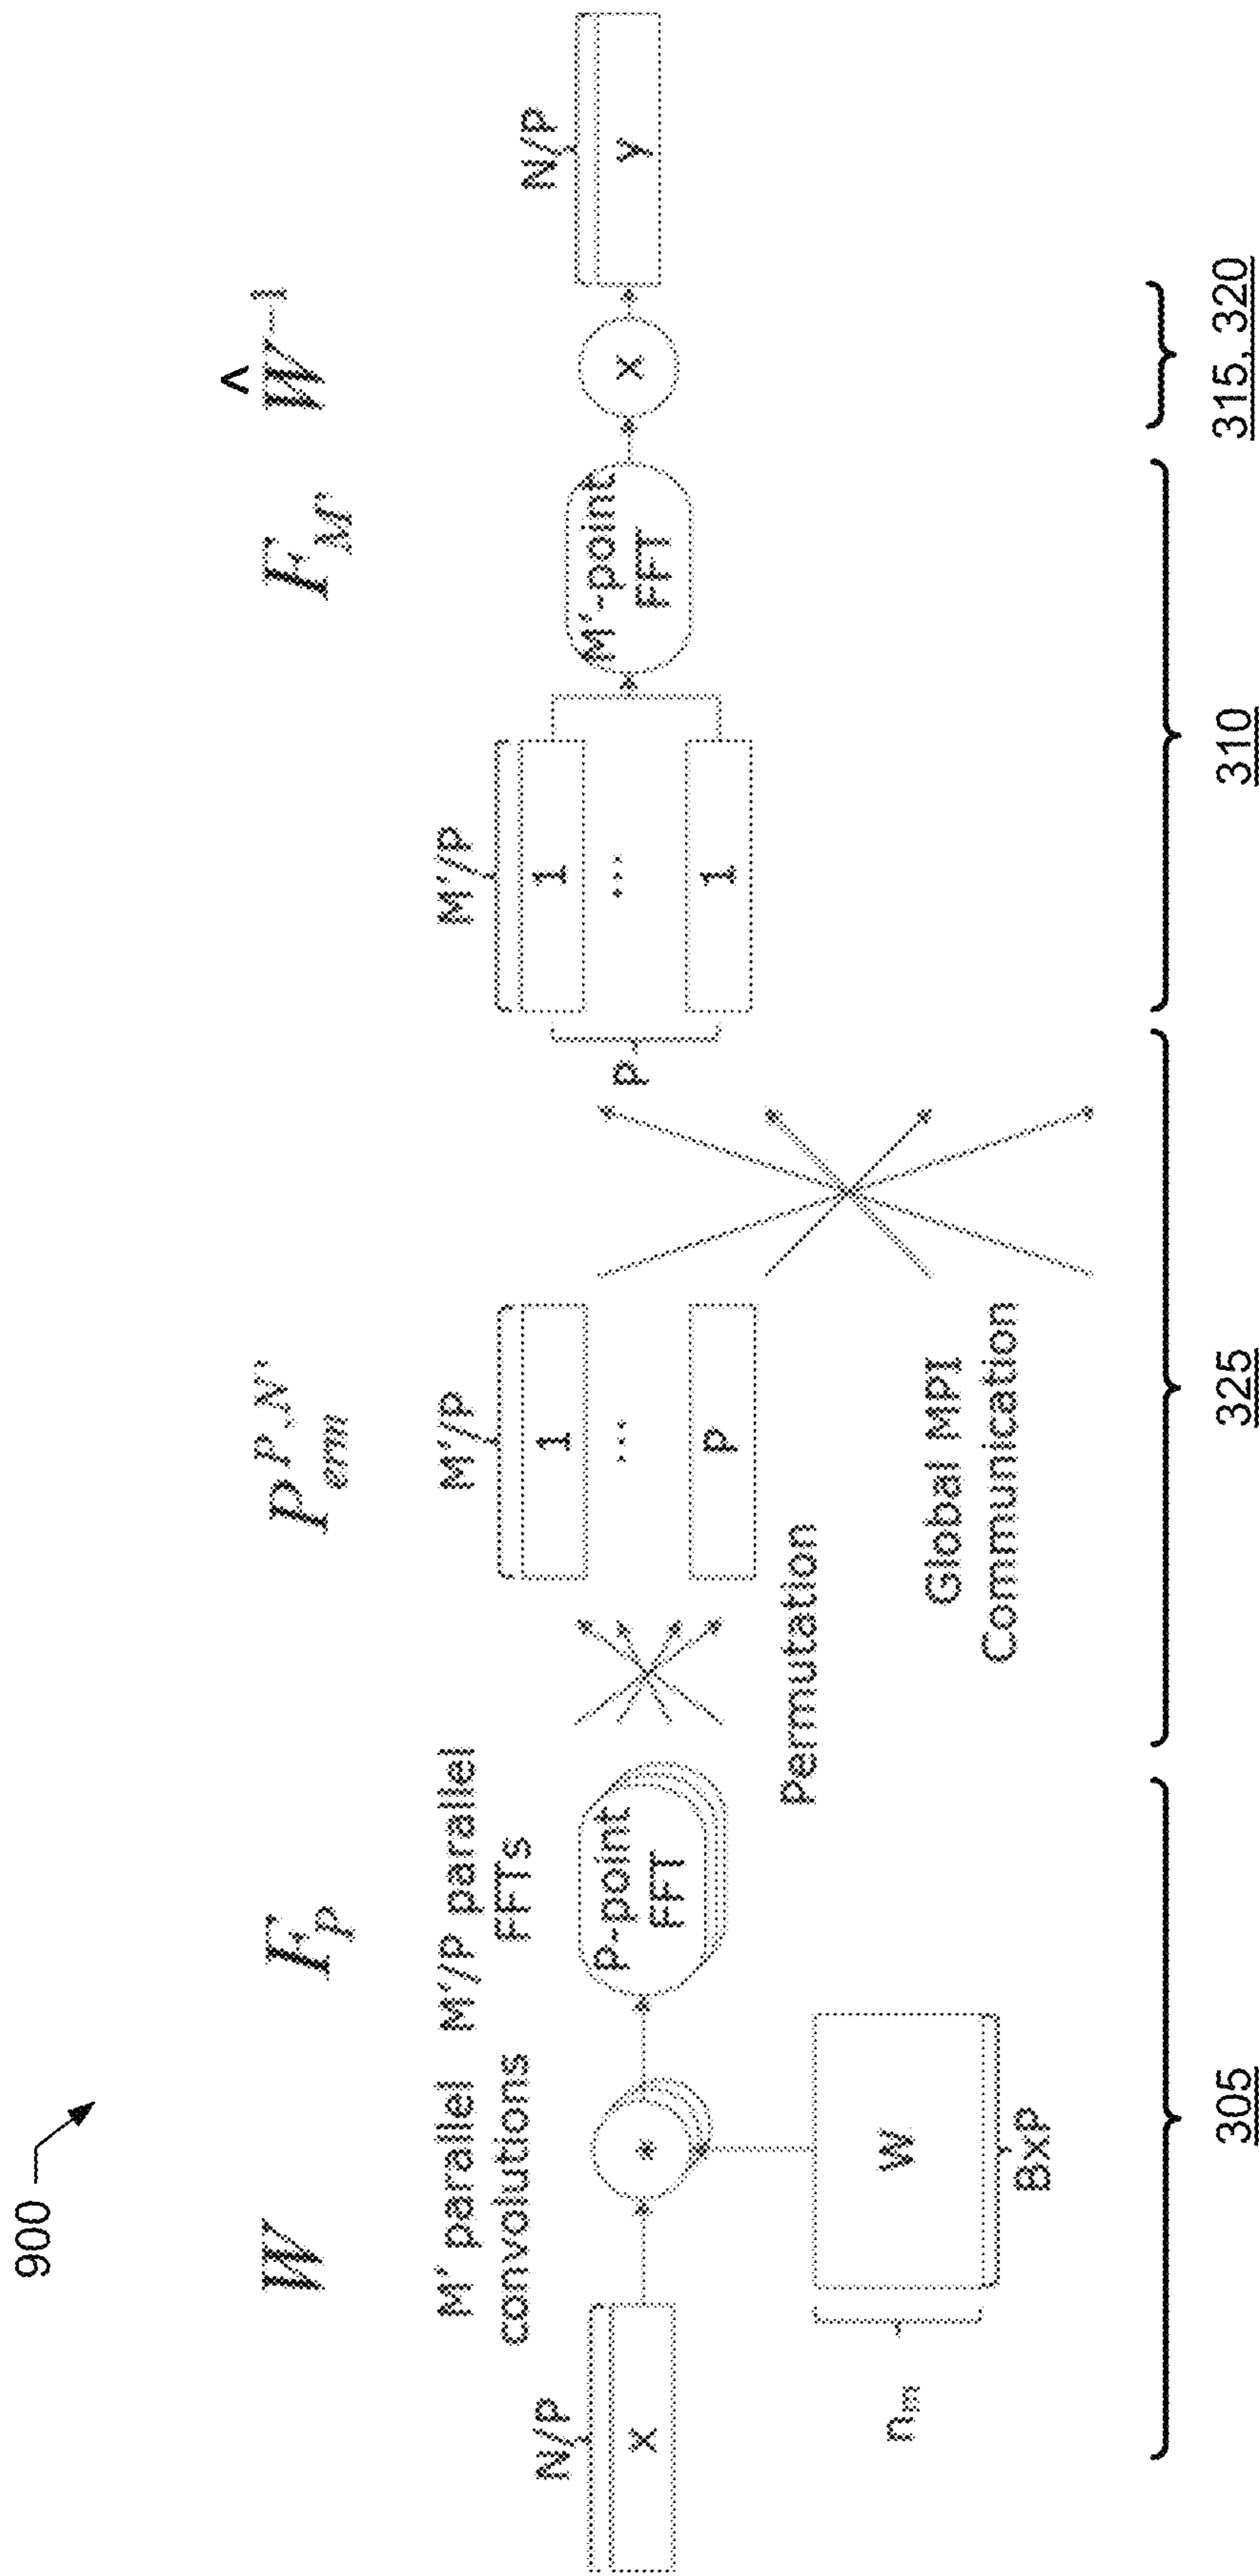 900
W F_P P_erm^P,N' F_M' Ŵ^-1
M' parallel convolutions
M'/P parallel FFTs
N/P
x
*
P-point
FFT
W
n_m
BxP
Permutation
M'/P
1
...
P
Global MPI
Communication
P
M'/P
1
...
1
M'-point
FFT
x
N/P
y
305
325
310
315, 320